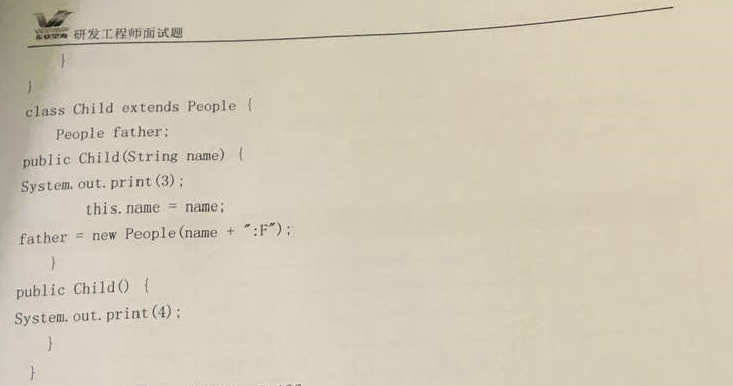 研发工程师面试题
}
}
class Child extends People {
People father;
public Child(String name) {
System.out.print(3);
this.name = name;
father = new People(name + ":F");
}
public Child() {
System.out.print(4);
}
}